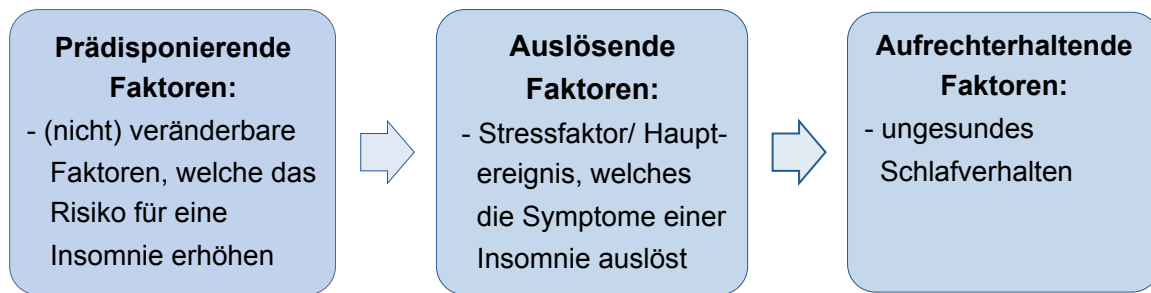 Prädisponierende
Faktoren:
- (nicht) veränderbare
Faktoren, welche das
Risiko für eine
Insomnie erhöhen
Auslösende
Faktoren:
- Stressfaktor/ Haupt-
ereignis, welches
die Symptome einer
Insomnie auslöst
Aufrechterhaltende
Faktoren:
- ungesundes
Schlafverhalten